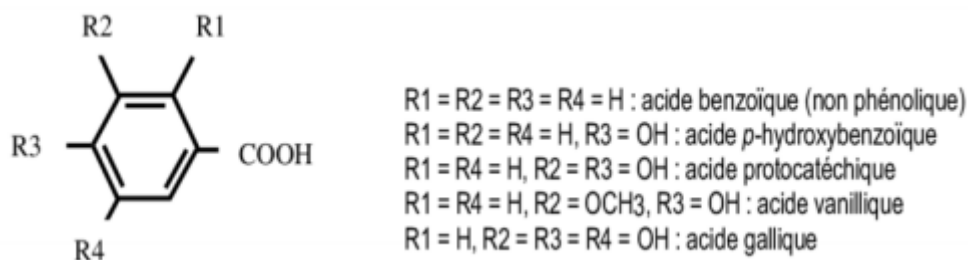 R2 R1
R1 = R2 = R3 = R4 = H : acide benzoïque (non phénolique)
R1 = R2 = R4 = H, R3 = OH : acide p-hydroxybenzoïque
R3 COOH
R1 = R4 = H, R2 = R3 = OH : acide protocatéchique
R1 = R4 = H, R2 = OCH3, R3 = OH : acide vanillique
R4
R1 = H, R2 = R3 = R4 = OH : acide gallique